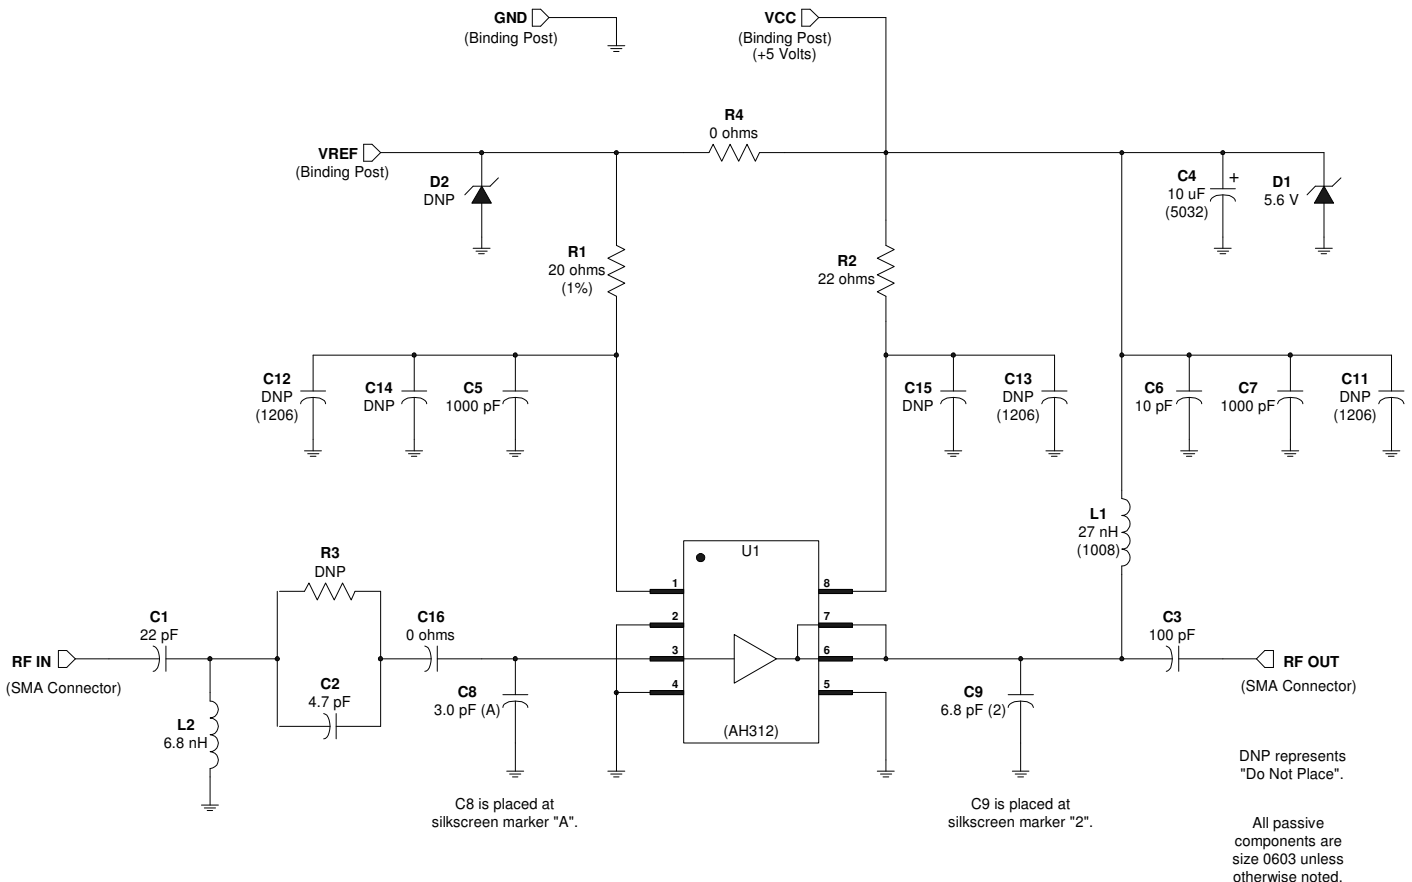 GND
(Binding Post)
VCC
(Binding Post)
(+5 Volts)
R4
0 ohms
VREF
(Binding Post)
D2
DNP
C4
10 uF
(5032)
+
D1
5.6 V
R1
20 ohms
(1%)
R2
22 ohms
C12
DNP
(1206)
C14
DNP
C5
1000 pF
C15
DNP
C13
DNP
(1206)
C6
10 pF
C7
1000 pF
C11
DNP
(1206)
L1
27 nH
(1008)
U1
1
2
3
4
8
7
6
5
(AH312)
R3
DNP
C1
22 pF
C16
0 ohms
RF IN
(SMA Connector)
C2
4.7 pF
L2
6.8 nH
C8
3.0 pF (A)
C9
6.8 pF (2)
C3
100 pF
RF OUT
(SMA Connector)
C8 is placed at
silkscreen marker "A".
C9 is placed at
silkscreen marker "2".
DNP represents
"Do Not Place".
All passive
components are
size 0603 unless
otherwise noted.